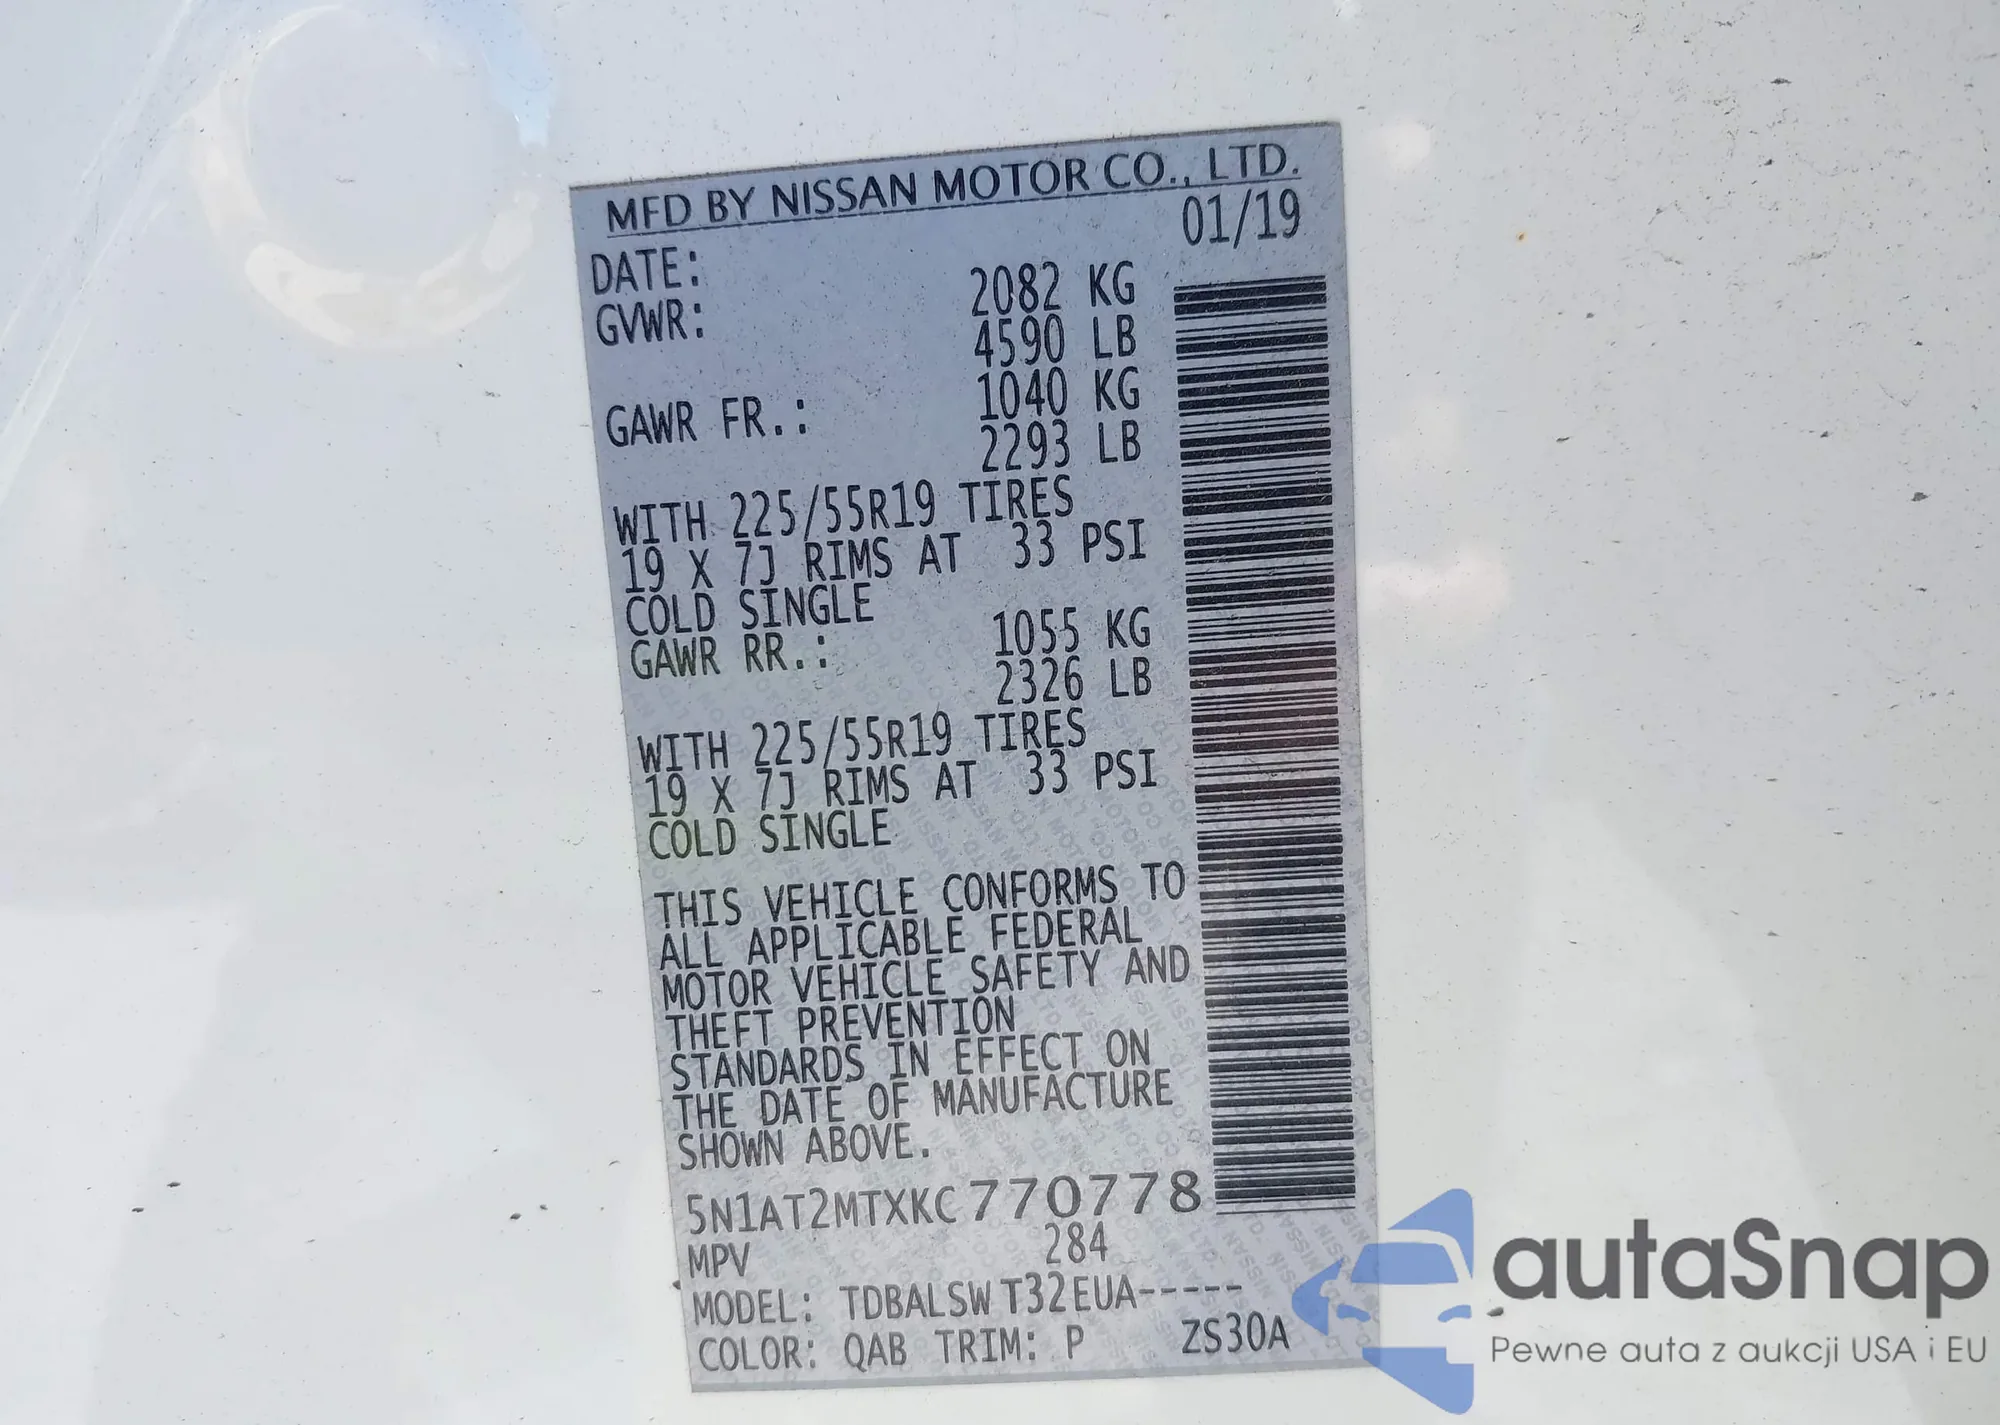 MFD BY NISSAN MOTOR CO., LTD.
DATE: 01/19
GVWR: 2082 KG
4590 LB
GAWR FR.: 1040 KG
2293 LB
WITH 225/55R19 TIRES
19 X 7J RIMS AT 33 PSI
COLD SINGLE
GAWR RR.: 1055 KG
2326 LB
WITH 225/55R19 TIRES
19 X 7J RIMS AT 33 PSI
COLD SINGLE
THIS VEHICLE CONFORMS TO
ALL APPLICABLE FEDERAL
MOTOR VEHICLE SAFETY AND
THEFT PREVENTION
STANDARDS IN EFFECT ON
THE DATE OF MANUFACTURE
SHOWN ABOVE.
5N1AT2MTXKC770778
MPV 284
MODEL: TDBALSW T32EUA-----
COLOR: QAB TRIM: P ZS30A
autaSnap
Pewne auta z aukcji USA i EU